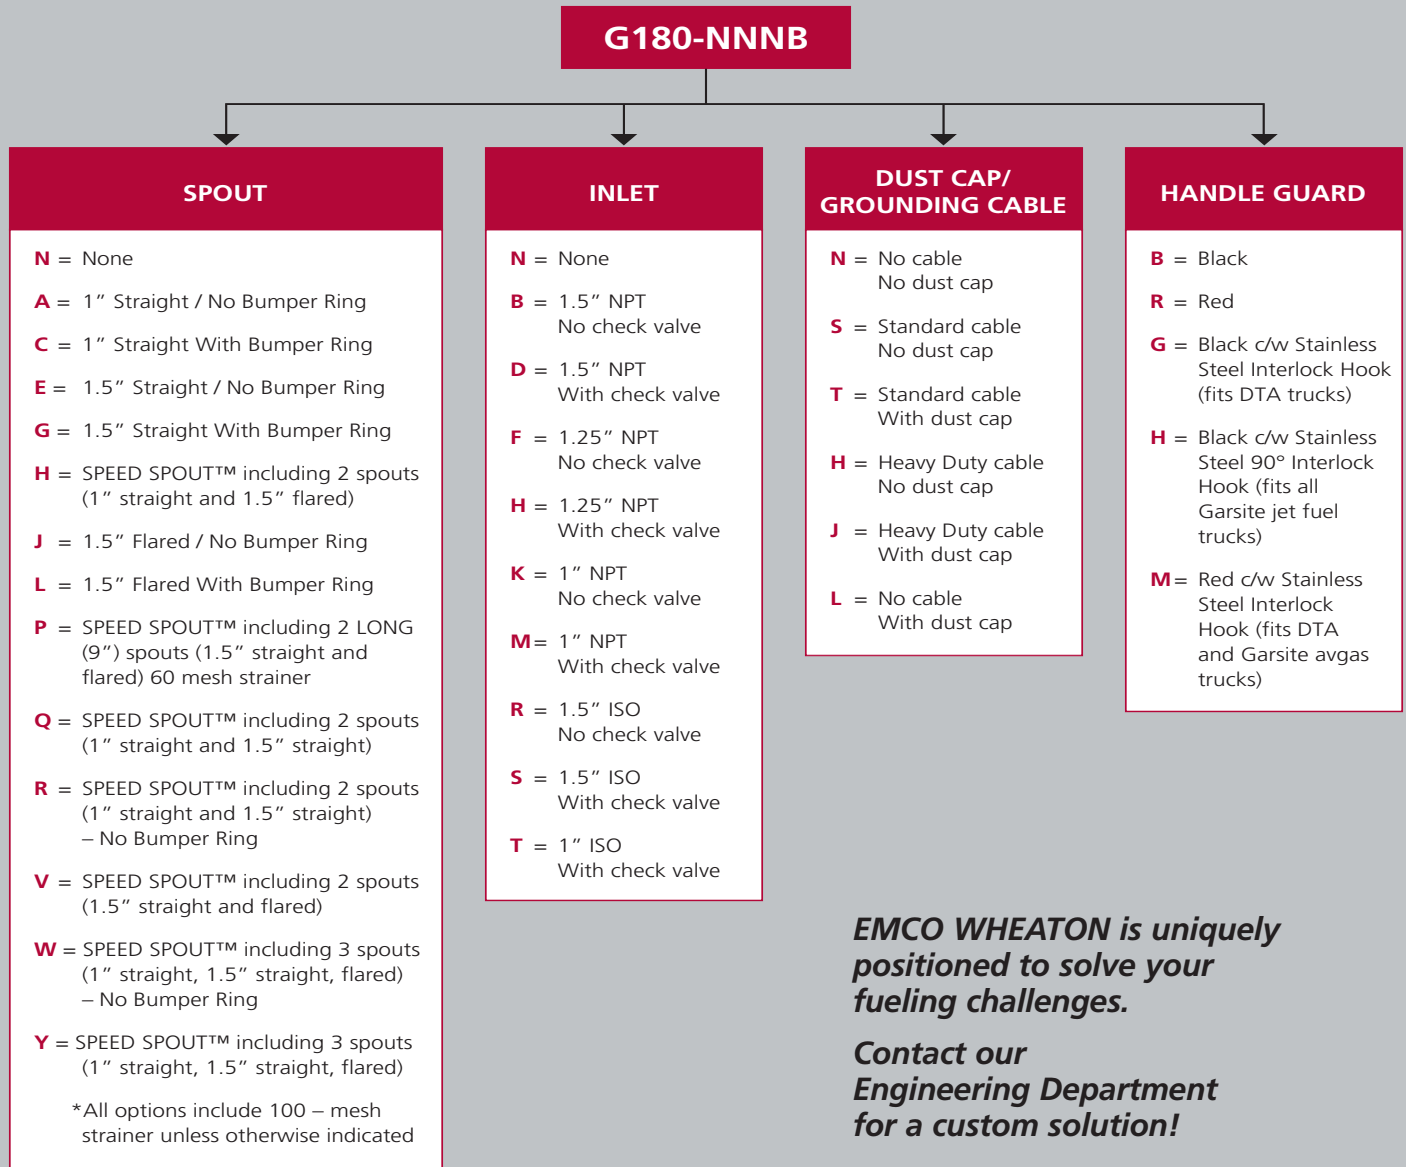 G180-NNNB
SPOUT
N = None
A = 1” Straight / No Bumper Ring
C = 1” Straight With Bumper Ring
E = 1.5” Straight / No Bumper Ring
G = 1.5” Straight With Bumper Ring
H = SPEED SPOUT™ including 2 spouts
(1” straight and 1.5” flared)
J = 1.5” Flared / No Bumper Ring
L = 1.5” Flared With Bumper Ring
P = SPEED SPOUT™ including 2 LONG
(9”) spouts (1.5” straight and
flared) 60 mesh strainer
Q = SPEED SPOUT™ including 2 spouts
(1” straight and 1.5” straight)
R = SPEED SPOUT™ including 2 spouts
(1” straight and 1.5” straight)
– No Bumper Ring
V = SPEED SPOUT™ including 2 spouts
(1.5” straight and flared)
W = SPEED SPOUT™ including 3 spouts
(1” straight, 1.5” straight, flared)
– No Bumper Ring
Y = SPEED SPOUT™ including 3 spouts
(1” straight, 1.5” straight, flared)
*All options include 100 – mesh
strainer unless otherwise indicated
INLET
N = None
B = 1.5” NPT
No check valve
D = 1.5” NPT
With check valve
F = 1.25” NPT
No check valve
H = 1.25” NPT
With check valve
K = 1” NPT
No check valve
M = 1” NPT
With check valve
R = 1.5” ISO
No check valve
S = 1.5” ISO
With check valve
T = 1” ISO
With check valve
DUST CAP/
GROUNDING CABLE
N = No cable
No dust cap
S = Standard cable
No dust cap
T = Standard cable
With dust cap
H = Heavy Duty cable
No dust cap
J = Heavy Duty cable
With dust cap
L = No cable
With dust cap
HANDLE GUARD
B = Black
R = Red
G = Black c/w Stainless
Steel Interlock Hook
(fits DTA trucks)
H = Black c/w Stainless
Steel 90º Interlock
Hook (fits all
Garsite jet fuel
trucks)
M = Red c/w Stainless
Steel Interlock
Hook (fits DTA
and Garsite avgas
trucks)
EMCO WHEATON is uniquely
positioned to solve your
fueling challenges.
Contact our
Engineering Department
for a custom solution!